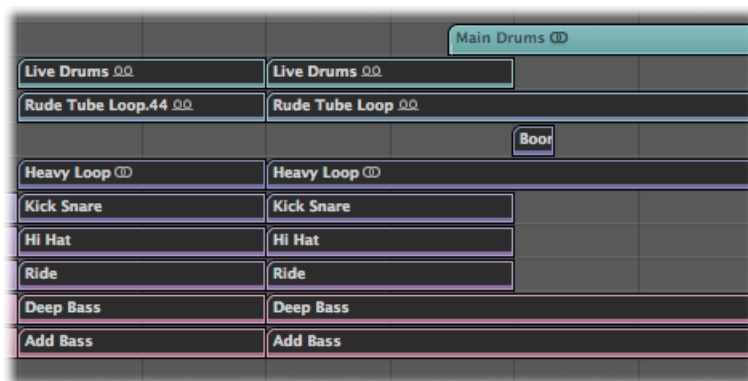 Main Drums
Live Drums Live Drums
Rude Tube Loop.44 Rude Tube Loop
Heavy Loop Heavy Loop
Kick Snare Kick Snare
Hi Hat Hi Hat
Ride Ride
Deep Bass Deep Bass
Add Bass Add Bass